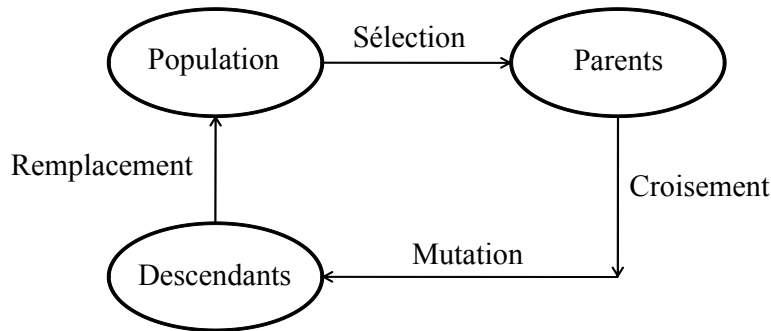 Sélection
Population
Parents
Remplacement
Croisement
Mutation
Descendants